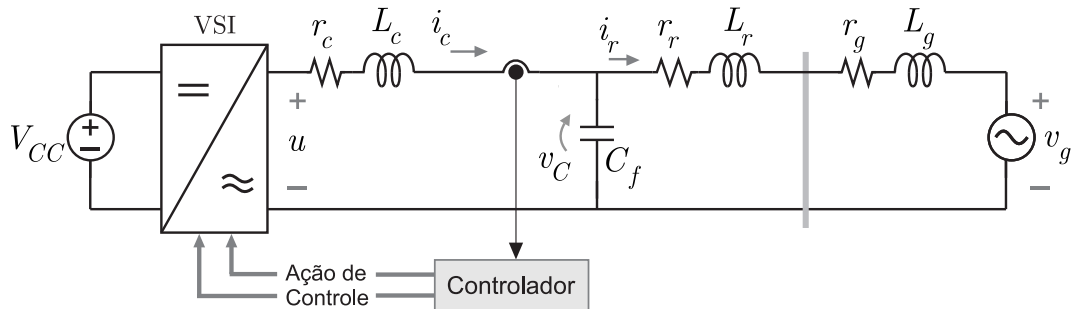 VSI
r_c L_c i_c i_r r_r L_r r_g L_g
V_CC + − + u − v_C C_f + v_g −
Ação de
Controle
Controlador